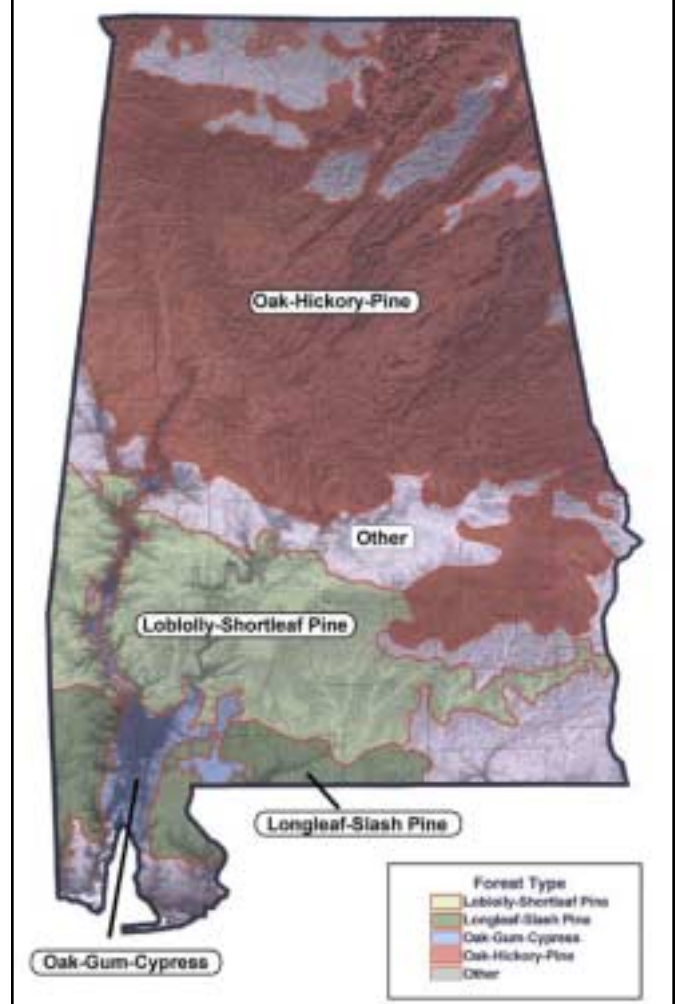 Oak-Hickory-Pine
Other
Loblolly-Shortleaf Pine
Longleaf-Slash Pine
Oak-Gum-Cypress
Forest Type
Loblolly-Shortleaf Pine
Longleaf-Slash Pine
Oak-Gum-Cypress
Oak-Hickory-Pine
Other